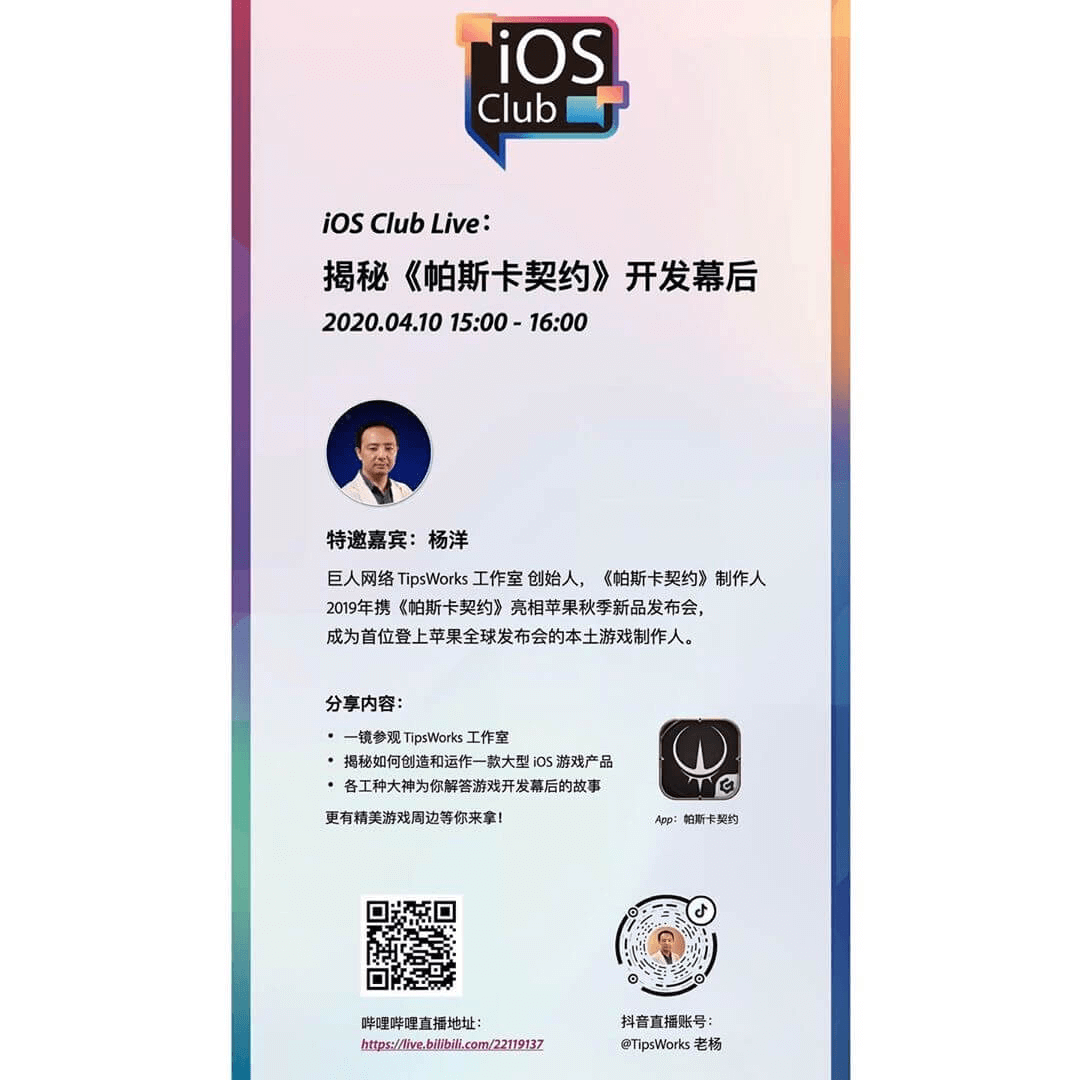 iOS
Club
iOS Club Live：
揭秘《帕斯卡契约》开发幕后
2020.04.10 15:00 - 16:00
特邀嘉宾：杨洋
巨人网络 TipsWorks 工作室 创始人，《帕斯卡契约》制作人
2019年携《帕斯卡契约》亮相苹果秋季新品发布会，
成为首位登上苹果全球发布会的本土游戏制作人。
分享内容：
• 一镜参观 TipsWorks 工作室
• 揭秘如何创造和运作一款大型 iOS 游戏产品
• 各工种大神为你解答游戏开发幕后的故事
更有精美游戏周边等你来拿！
App：帕斯卡契约
哔哩哔哩直播地址：
https://live.bilibili.com/22119137
抖音直播账号：
@TipsWorks 老杨